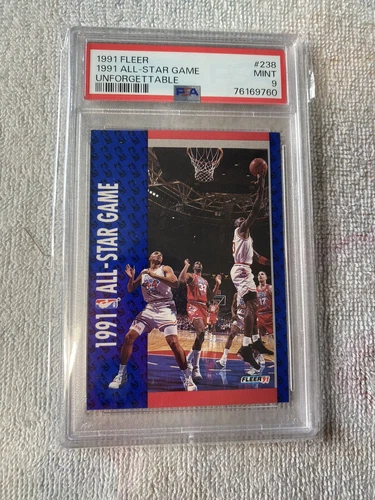 1991 FLEER
#238
1991 ALL-STAR GAME
MINT
UNFORGETTABLE
9
PSA
76169760
1991 ALL-STAR GAME
FLEER 91